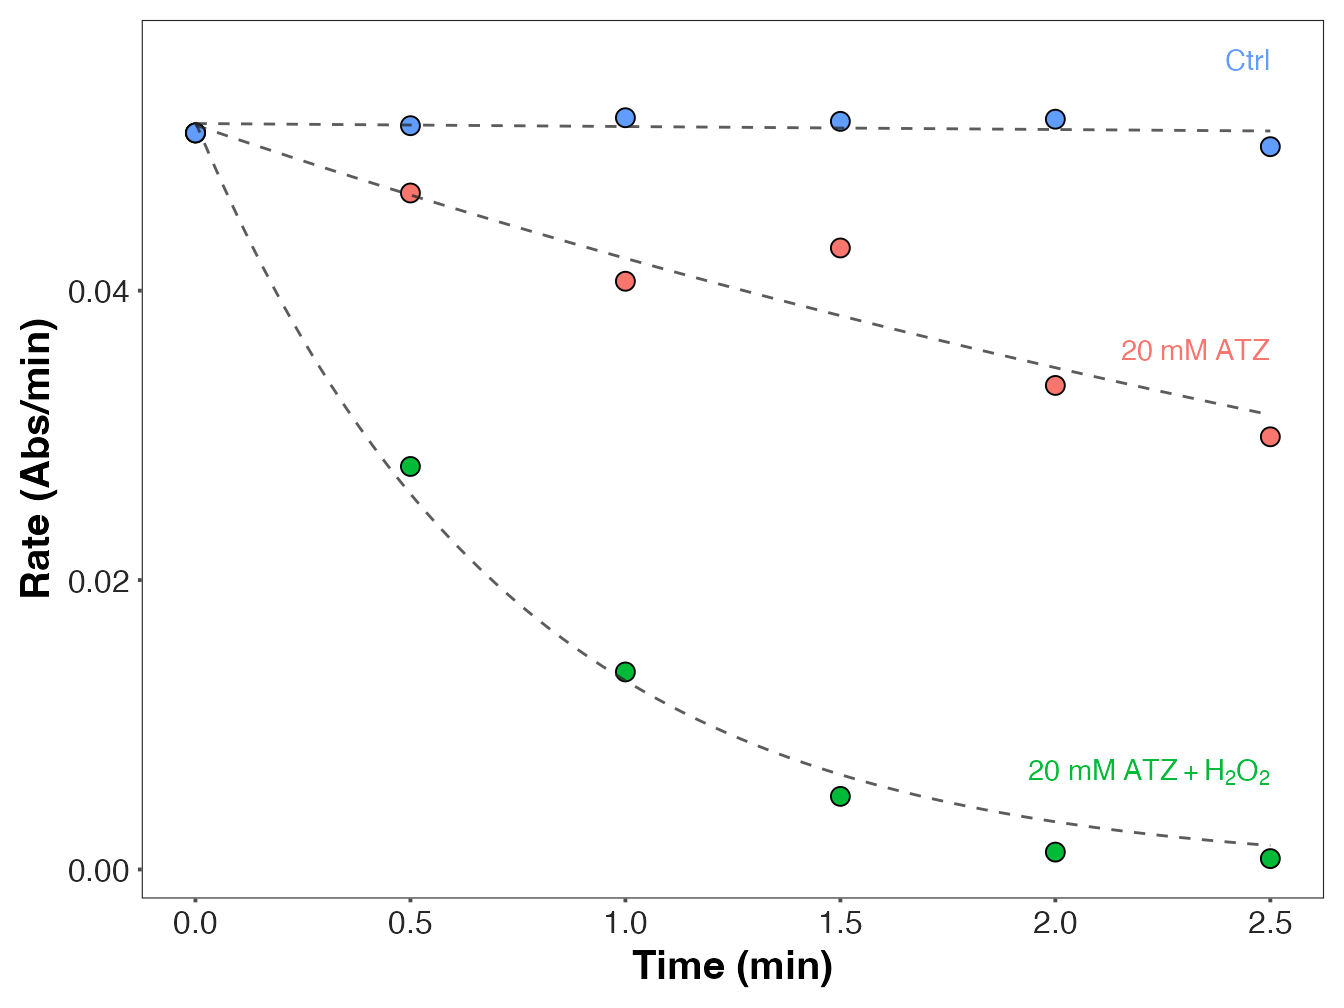 Ctrl
0.04
20 mM ATZ
0.02
20 mM ATZ + H₂O₂
0.00
0.0 0.5 1.0 1.5 2.0 2.5
Time (min)
Rate (Abs/min)